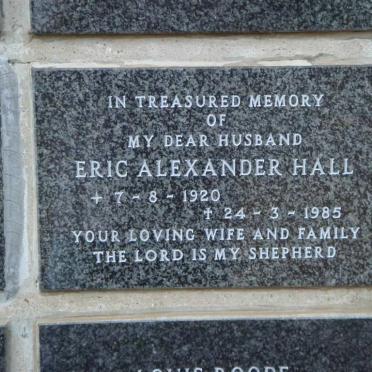 IN TREASURED MEMORY
OF
MY DEAR HUSBAND
ERIC ALEXANDER HALL
+ 7 - 8 - 1920
† 24 - 3 - 1985
YOUR LOVING WIFE AND FAMILY
THE LORD IS MY SHEPHERD